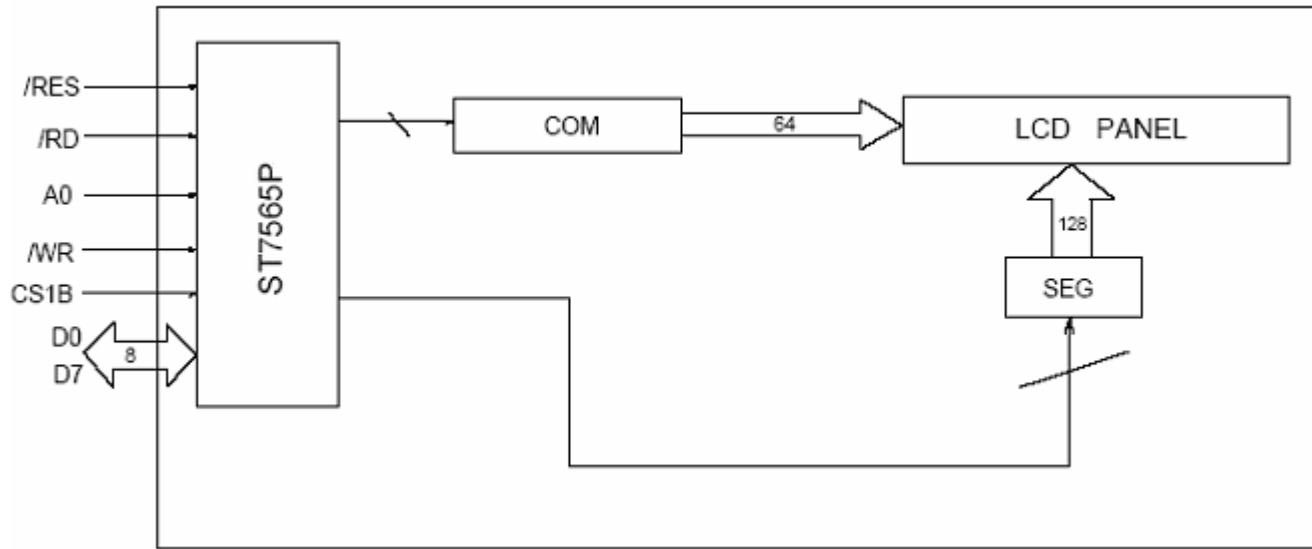 /RES
/RD
A0
/WR
CS1B
D0
D7
8
ST7565P
COM
64
LCD PANEL
128
SEG